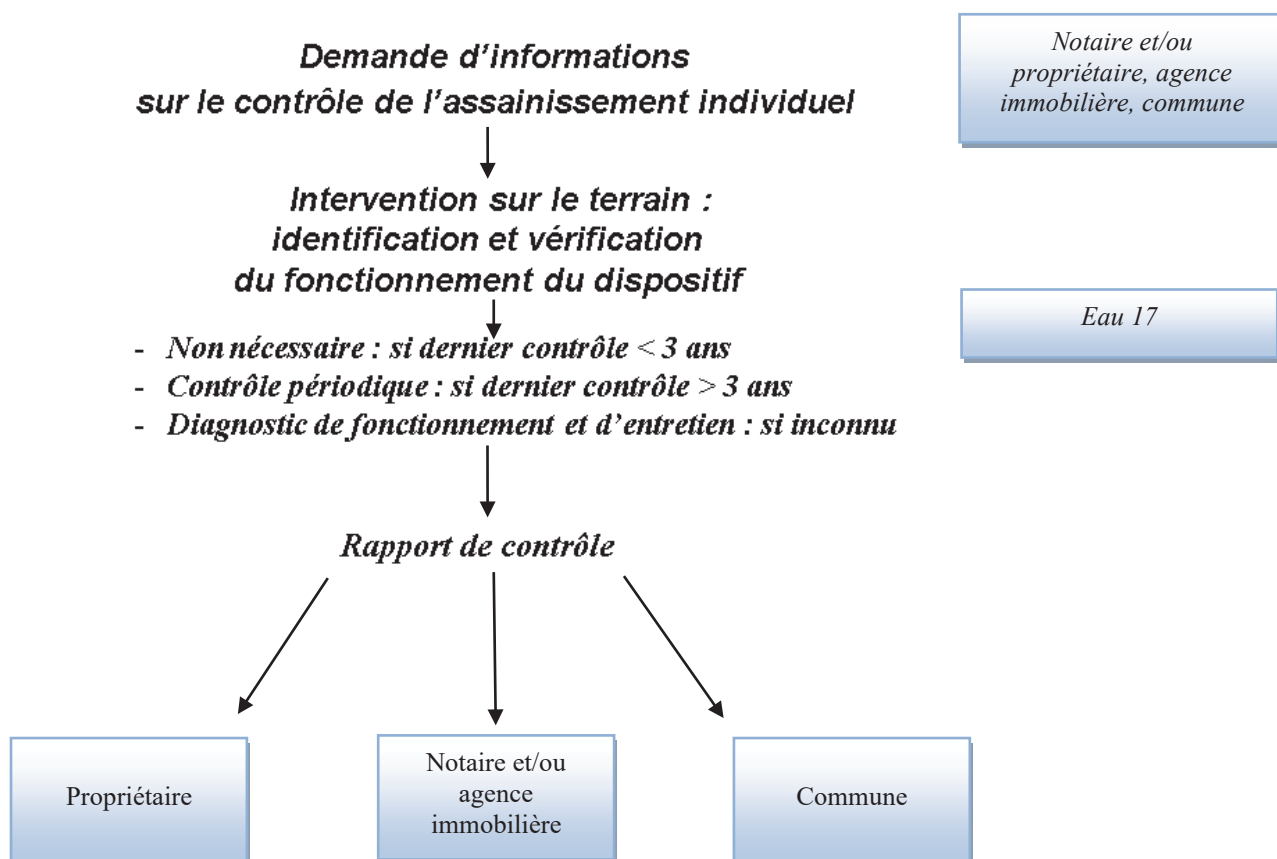 Demande d'informations
sur le contrôle de l'assainissement individuel
Notaire et/ou
propriétaire, agence
immobilière, commune
Intervention sur le terrain :
identification et vérification
du fonctionnement du dispositif
Eau 17
- Non nécessaire : si dernier contrôle < 3 ans
- Contrôle périodique : si dernier contrôle > 3 ans
- Diagnostic de fonctionnement et d'entretien : si inconnu
Rapport de contrôle
Propriétaire
Notaire et/ou
agence
immobilière
Commune